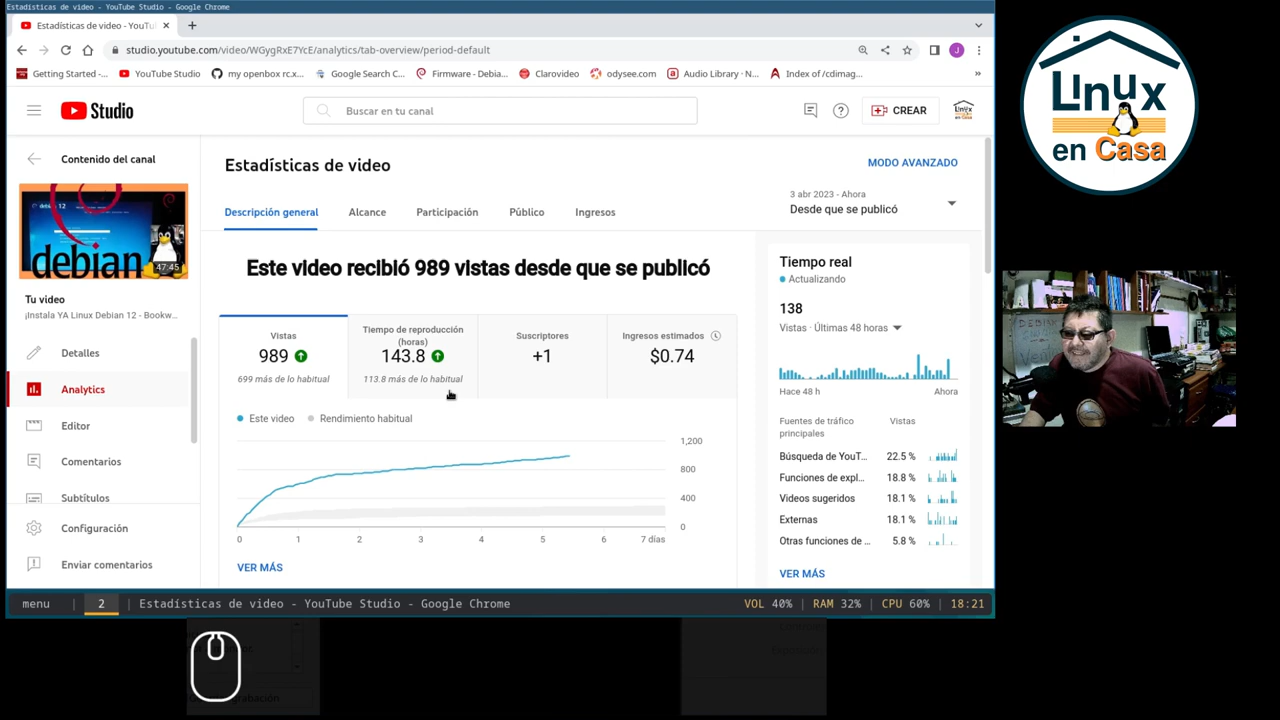 Estadísticas de video - YouTube Studio - Google Chrome
Estadísticas de video - YouTu
studio.youtube.com/video/WGygRxE7YcE/analytics/tab-overview/period-default
Getting Started -...
YouTube Studio
my openbox rc.x...
Google Search C...
Firmware - Debia...
Clarovideo
odysee.com
Audio Library · N...
Index of /cdimag...
»
J
Studio
Buscar en tu canal
CREAR
Linux
en Casa
Contenido del canal
debian 12
debian
47:45
Tu video
¡Instala YA Linux Debian 12 - Bookw...
Detalles
Analytics
Editor
Comentarios
Subtítulos
Configuración
Enviar comentarios
Estadísticas de video
MODO AVANZADO
3 abr 2023 - Ahora
Desde que se publicó
Descripción general
Alcance
Participación
Público
Ingresos
Este video recibió 989 vistas desde que se publicó
Vistas
989
699 más de lo habitual
Tiempo de reproducción
(horas)
143.8
113.8 más de lo habitual
Suscriptores
+1
Ingresos estimados
$0.74
Este video
Rendimiento habitual
1,200
800
400
0
0 1 2 3 4 5 6 7 días
VER MÁS
Tiempo real
Actualizando
138
Vistas · Últimas 48 horas
Hace 48 h
Ahora
Fuentes de tráfico
principales
Vistas
Búsqueda de YouT... 22.5 %
Funciones de expl... 18.8 %
Videos sugeridos 18.1 %
Externas 18.1 %
Otras funciones de ... 5.8 %
VER MÁS
menu | 2 | Estadísticas de video - YouTube Studio - Google Chrome
VOL 40% | RAM 32% | CPU 60% | 18:21
Linux
en Casa